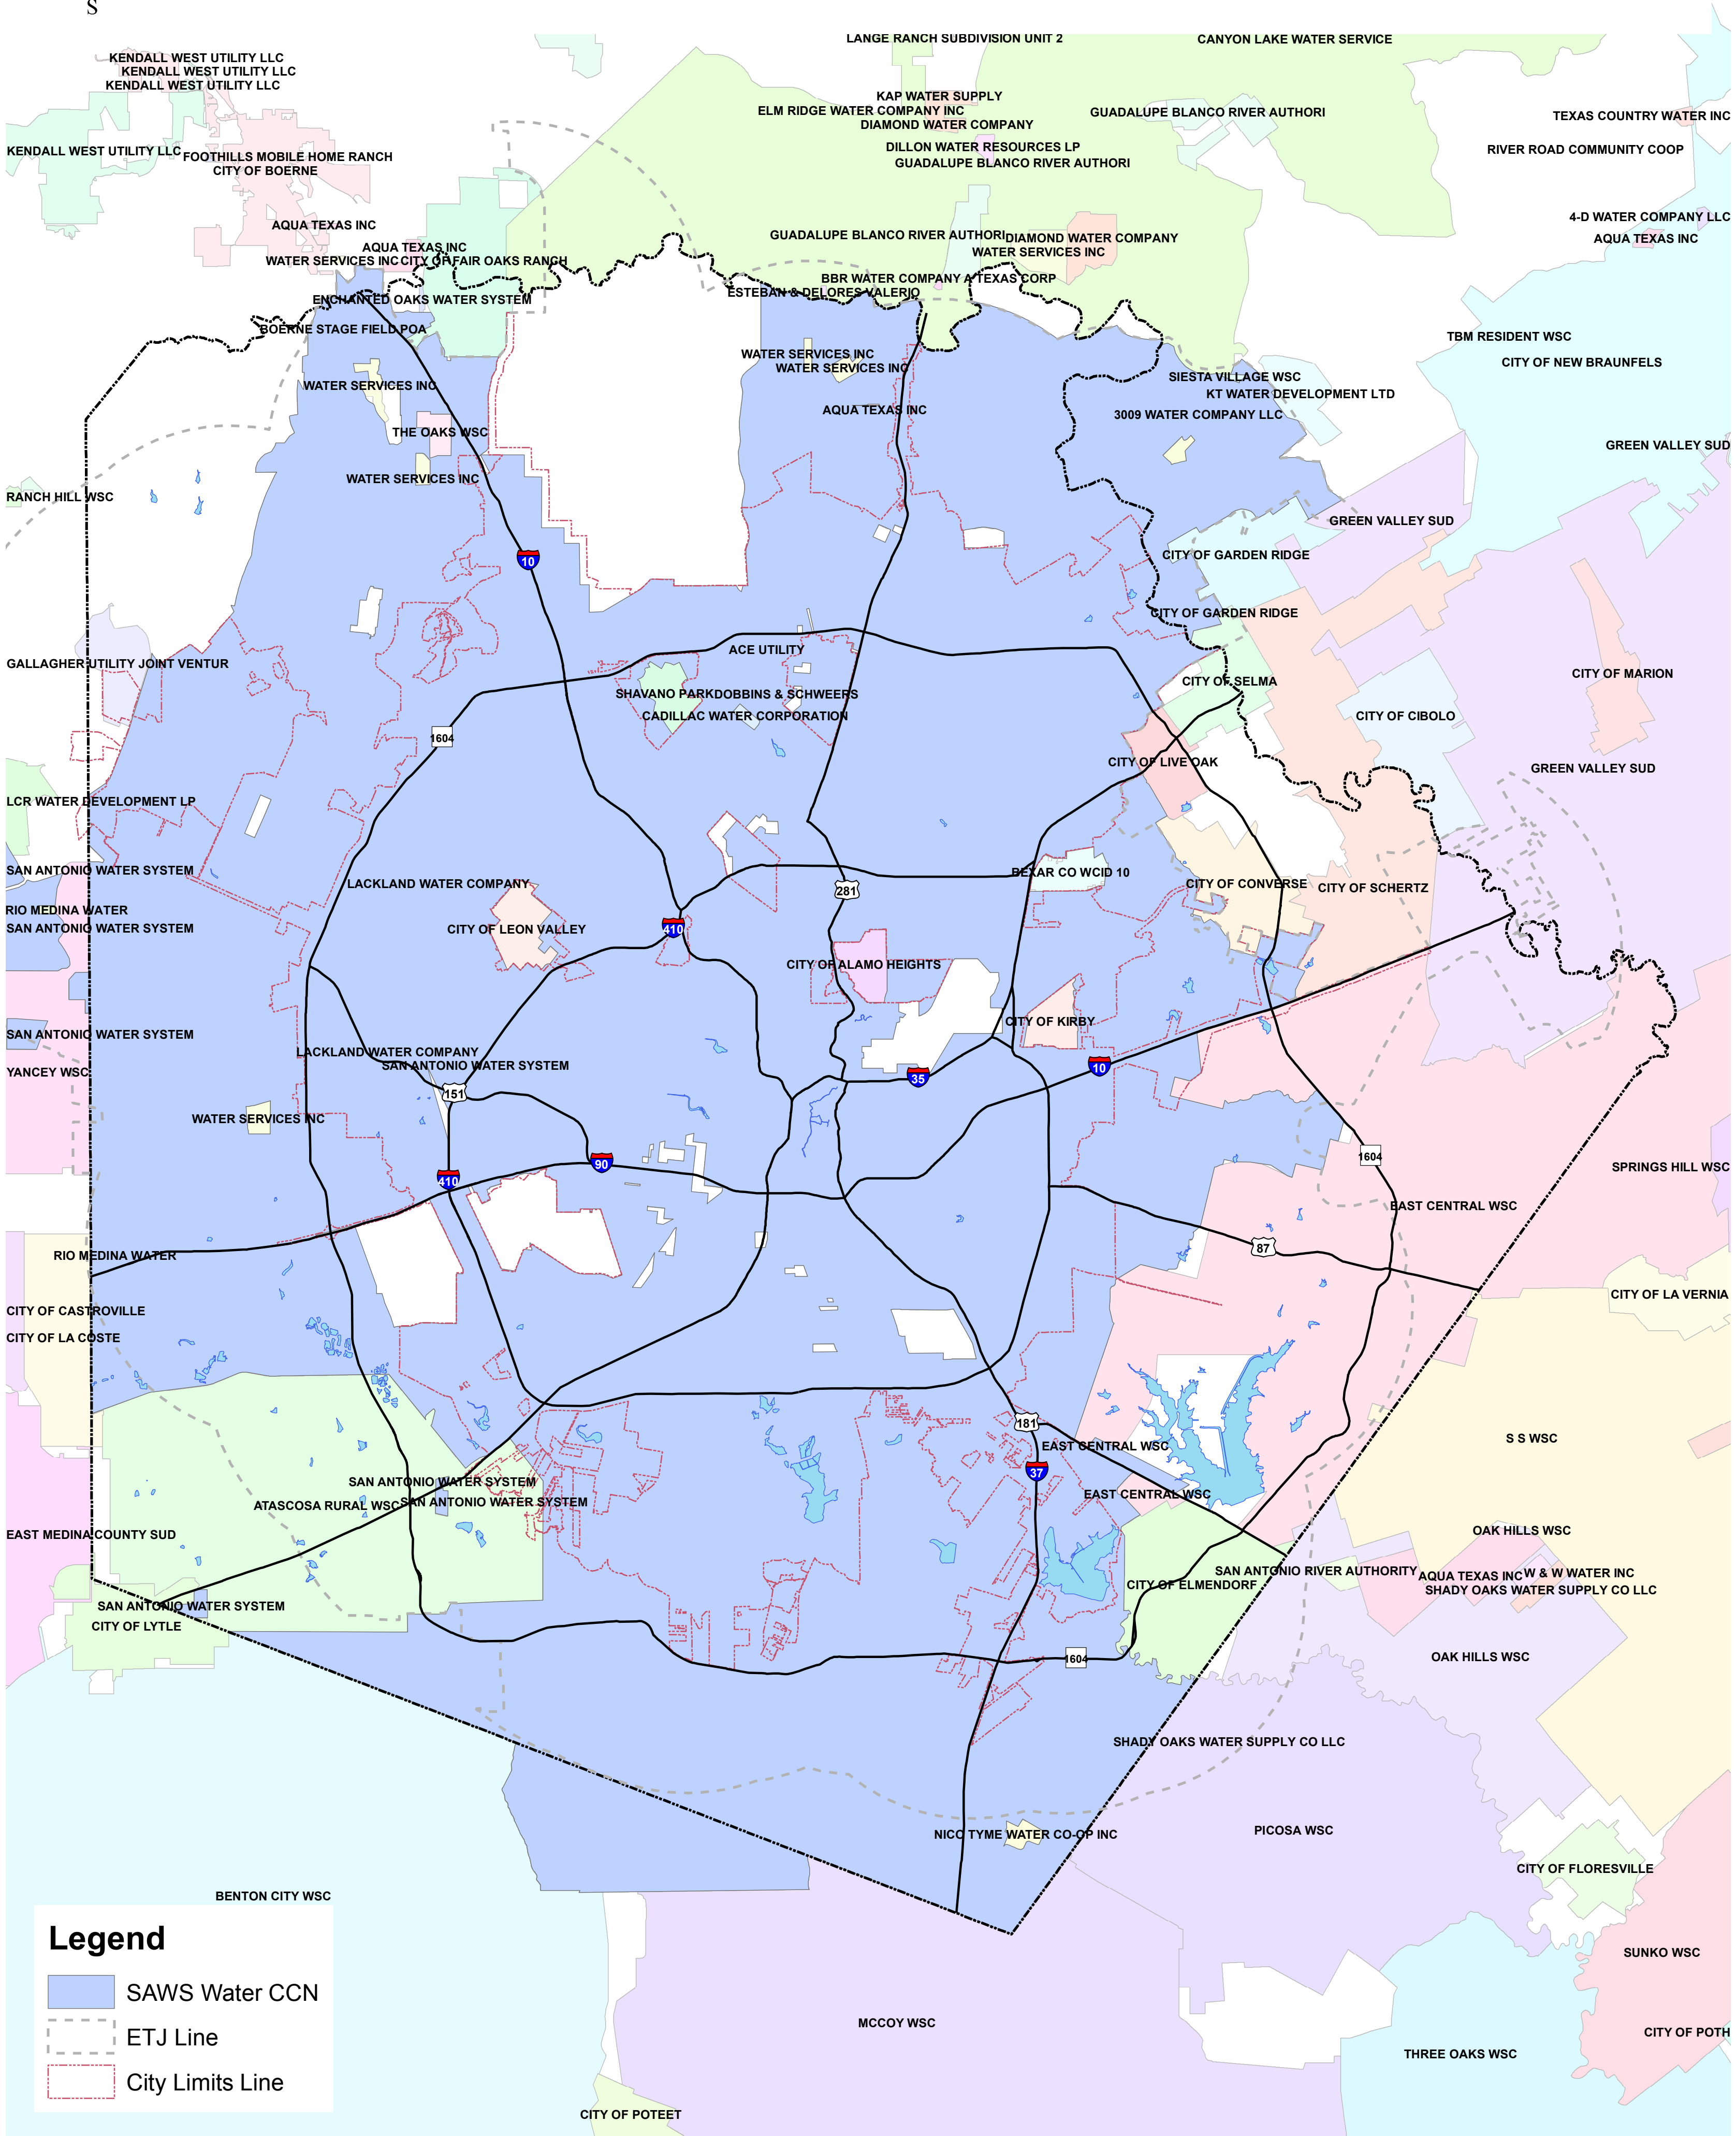 S
LANGE RANCH SUBDIVISION UNIT 2
CANYON LAKE WATER SERVICE
KENDALL WEST UTILITY LLC
KENDALL WEST UTILITY LLC
KENDALL WEST UTILITY LLC
KAP WATER SUPPLY
ELM RIDGE WATER COMPANY INC
GUADALUPE BLANCO RIVER AUTHORI
TEXAS COUNTRY WATER INC
DIAMOND WATER COMPANY
KENDALL WEST UTILITY LLC
FOOTHILLS MOBILE HOME RANCH
DILLON WATER RESOURCES LP
RIVER ROAD COMMUNITY COOP
GUADALUPE BLANCO RIVER AUTHORI
CITY OF BOERNE
4-D WATER COMPANY LLC
AQUA TEXAS INC
GUADALUPE BLANCO RIVER AUTHORI
DIAMOND WATER COMPANY
AQUA TEXAS INC
AQUA TEXAS INC
WATER SERVICES INC
WATER SERVICES INC
CITY OF FAIR OAKS RANCH
BBR WATER COMPANY A TEXAS CORP
ESTEBAN & DELORES VALERIO
ENCHANTED OAKS WATER SYSTEM
BOERNE STAGE FIELD POA
TBM RESIDENT WSC
WATER SERVICES INC
WATER SERVICES INC
CITY OF NEW BRAUNFELS
SIESTA VILLAGE WSC
WATER SERVICES INC
KT WATER DEVELOPMENT LTD
AQUA TEXAS INC
3009 WATER COMPANY LLC
THE OAKS WSC
GREEN VALLEY SUD
WATER SERVICES INC
RANCH HILL WSC
GREEN VALLEY SUD
CITY OF GARDEN RIDGE
10
CITY OF GARDEN RIDGE
ACE UTILITY
GALLAGHER UTILITY JOINT VENTUR
CITY OF MARION
CITY OF SELMA
SHAVANO PARK
DOBBINS & SCHWEERS
CADILLAC WATER CORPORATION
CITY OF CIBOLO
1604
CITY OF LIVE OAK
GREEN VALLEY SUD
LCR WATER DEVELOPMENT LP
SAN ANTONIO WATER SYSTEM
BEXAR CO WCID 10
LACKLAND WATER COMPANY
CITY OF CONVERSE
CITY OF SCHERTZ
281
RIO MEDINA WATER
SAN ANTONIO WATER SYSTEM
CITY OF LEON VALLEY
410
CITY OF ALAMO HEIGHTS
CITY OF KIRBY
SAN ANTONIO WATER SYSTEM
LACKLAND WATER COMPANY
SAN ANTONIO WATER SYSTEM
YANCEY WSC
10
35
151
WATER SERVICES INC
1604
90
SPRINGS HILL WSC
410
EAST CENTRAL WSC
87
RIO MEDINA WATER
CITY OF LA VERNIA
CITY OF CASTROVILLE
CITY OF LA COSTE
181
S S WSC
EAST CENTRAL WSC
37
SAN ANTONIO WATER SYSTEM
EAST CENTRAL WSC
ATASCOSA RURAL WSC
SAN ANTONIO WATER SYSTEM
EAST MEDINA COUNTY SUD
OAK HILLS WSC
SAN ANTONIO RIVER AUTHORITY
AQUA TEXAS INC
W & W WATER INC
CITY OF ELMENDORF
SHADY OAKS WATER SUPPLY CO LLC
SAN ANTONIO WATER SYSTEM
CITY OF LYTLE
1604
OAK HILLS WSC
SHADY OAKS WATER SUPPLY CO LLC
NICO TYME WATER CO-OP INC
PICOSA WSC
CITY OF FLORESVILLE
BENTON CITY WSC
Legend
SUNKO WSC
SAWS Water CCN
MCCOY WSC
CITY OF POTH
ETJ Line
THREE OAKS WSC
City Limits Line
CITY OF POTEET